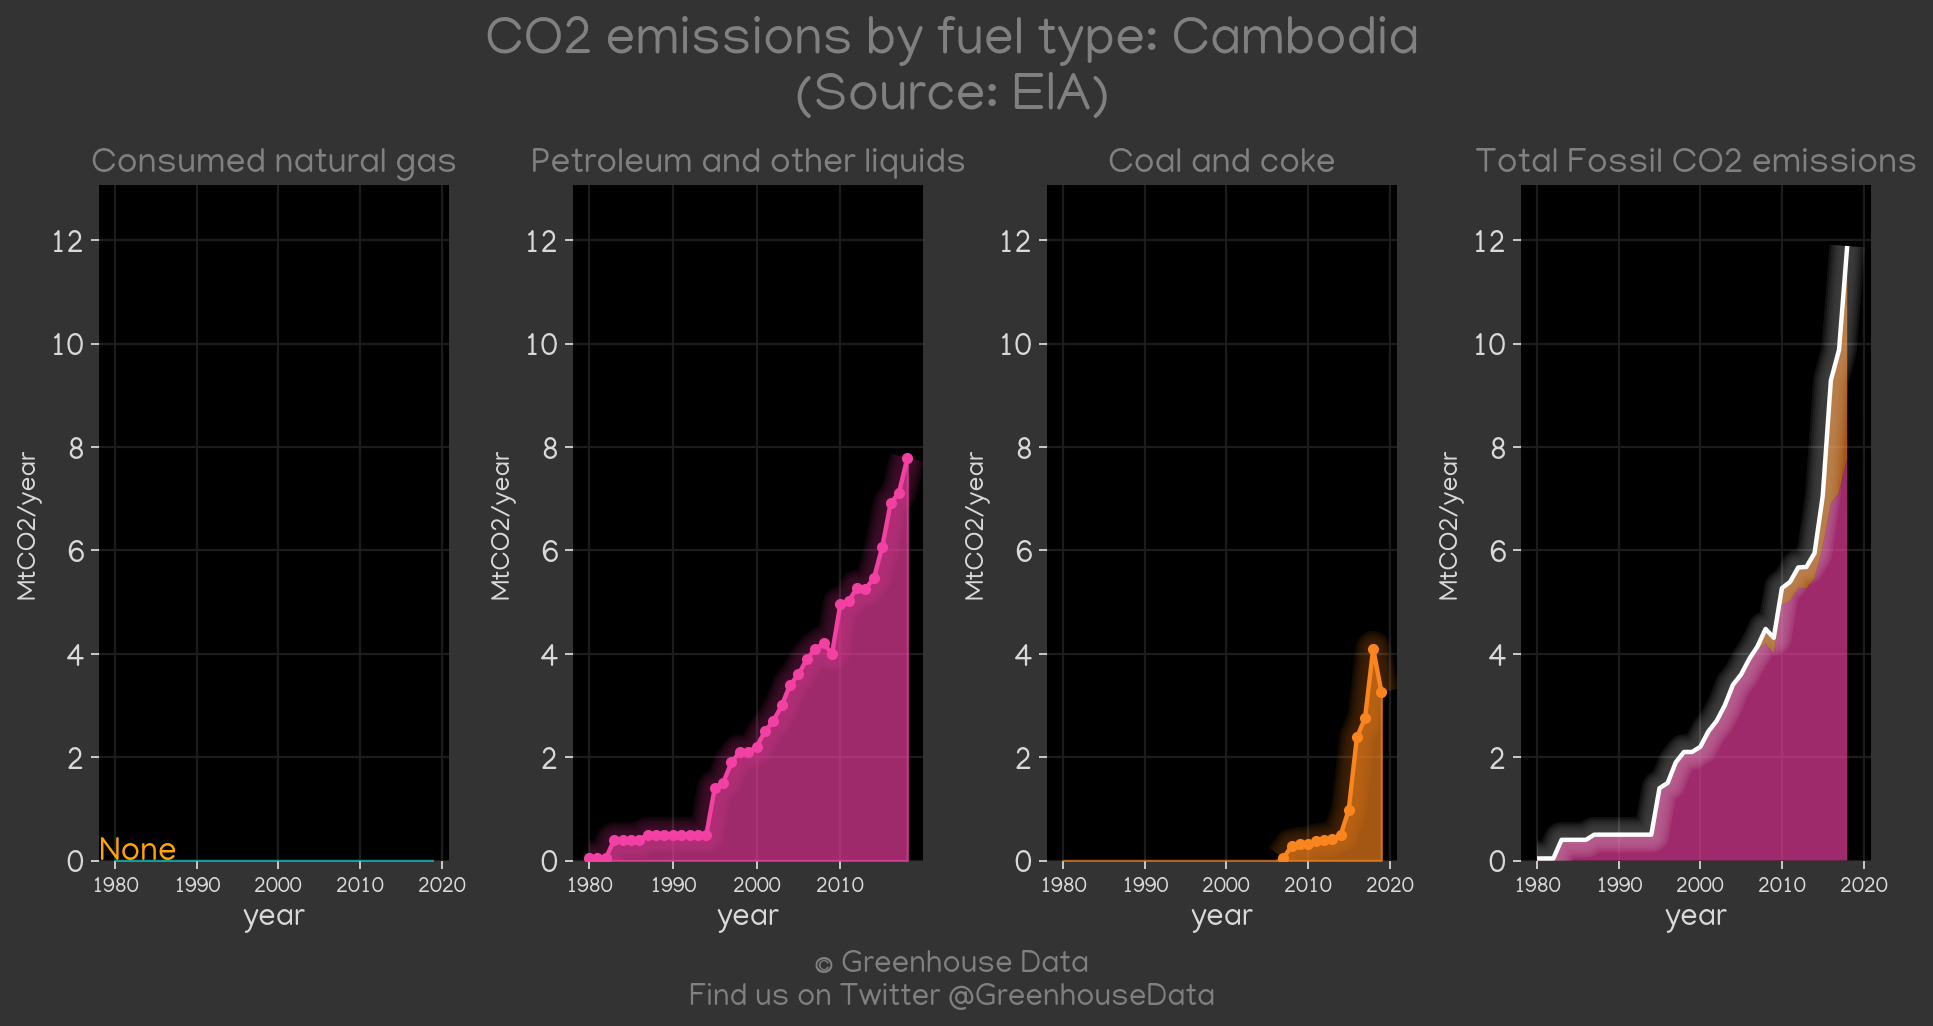 CO2 emissions by fuel type: Cambodia
(Source: EIA)
Consumed natural gas
12
10
8
6
4
2
0
MtCO2/year
None
1980 1990 2000 2010 2020
year
Petroleum and other liquids
12
10
8
6
4
2
0
MtCO2/year
1980 1990 2000 2010
year
Coal and coke
12
10
8
6
4
2
0
MtCO2/year
1980 1990 2000 2010 2020
year
Total Fossil CO2 emissions
12
10
8
6
4
2
0
MtCO2/year
1980 1990 2000 2010 2020
year
© Greenhouse Data
Find us on Twitter @GreenhouseData